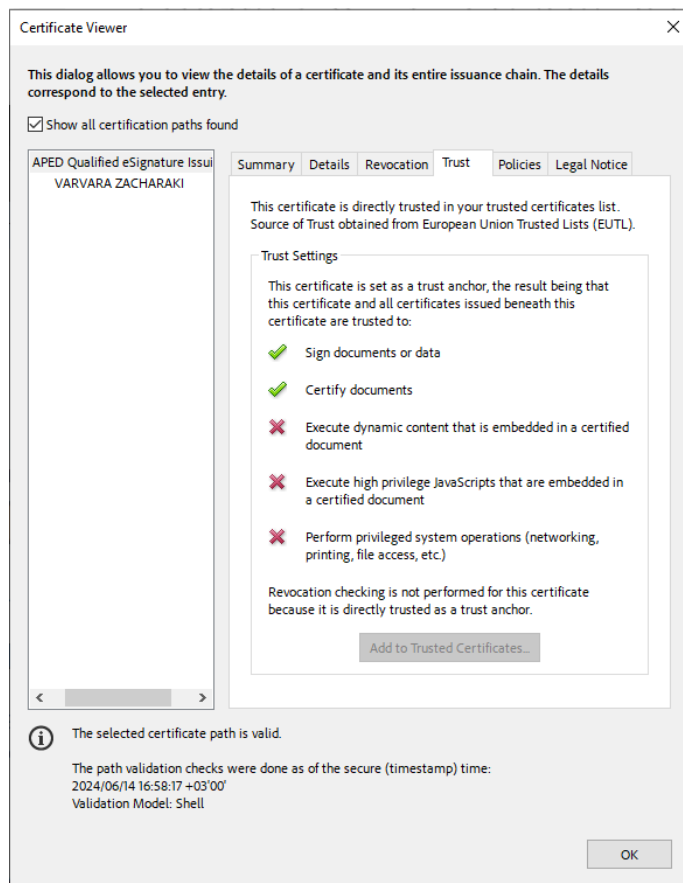 Certificate Viewer
This dialog allows you to view the details of a certificate and its entire issuance chain. The details
correspond to the selected entry.
Show all certification paths found
APED Qualified eSignature Issui
VARVARA ZACHARAKI
Summary Details Revocation Trust Policies Legal Notice
This certificate is directly trusted in your trusted certificates list.
Source of Trust obtained from European Union Trusted Lists (EUTL).
Trust Settings
This certificate is set as a trust anchor, the result being that
this certificate and all certificates issued beneath this
certificate are trusted to:
Sign documents or data
Certify documents
Execute dynamic content that is embedded in a certified
document
Execute high privilege JavaScripts that are embedded in
a certified document
Perform privileged system operations (networking,
printing, file access, etc.)
Revocation checking is not performed for this certificate
because it is directly trusted as a trust anchor.
Add to Trusted Certificates...
The selected certificate path is valid.
The path validation checks were done as of the secure (timestamp) time:
2024/06/14 16:58:17 +03'00'
Validation Model: Shell
OK